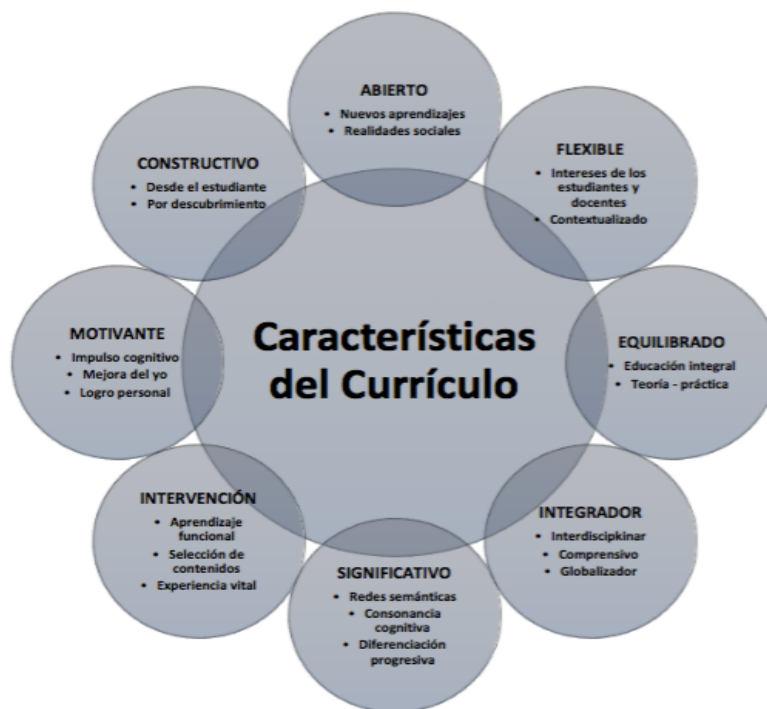 Características
del Currículo
ABIERTO
• Nuevos aprendizajes
• Realidades sociales
FLEXIBLE
• Intereses de los
estudiantes y
docentes
• Contextualizado
EQUILIBRADO
• Educación integral
• Teoría - práctica
INTEGRADOR
• Interdiscipkinar
• Comprensivo
• Globalizador
SIGNIFICATIVO
• Redes semánticas
• Consonancia
cognitiva
• Diferenciación
progresiva
INTERVENCIÓN
• Aprendizaje
funcional
• Selección de
contenidos
• Experiencia vital
MOTIVANTE
• Impulso cognitivo
• Mejora del yo
• Logro personal
CONSTRUCTIVO
• Desde el estudiante
• Por descubrimiento